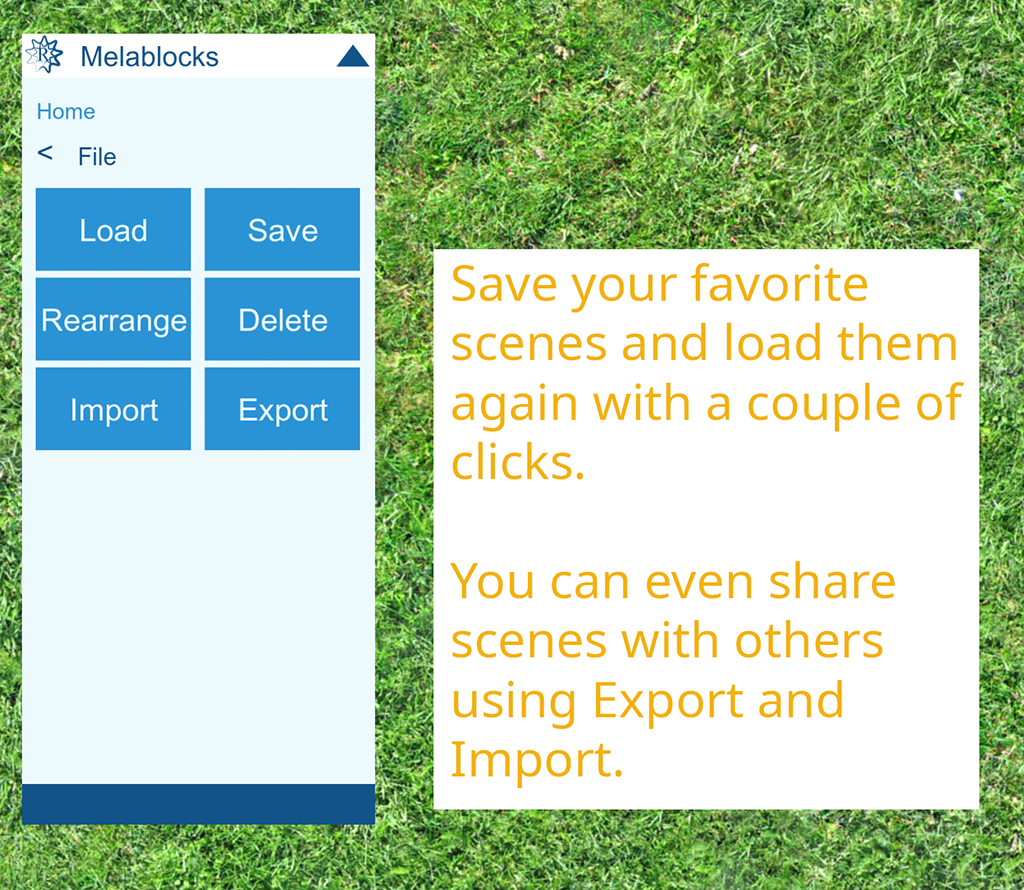 R
Melablocks
Home
< File
Load Save
Rearrange Delete
Import Export
Save your favorite
scenes and load them
again with a couple of
clicks.
You can even share
scenes with others
using Export and
Import.